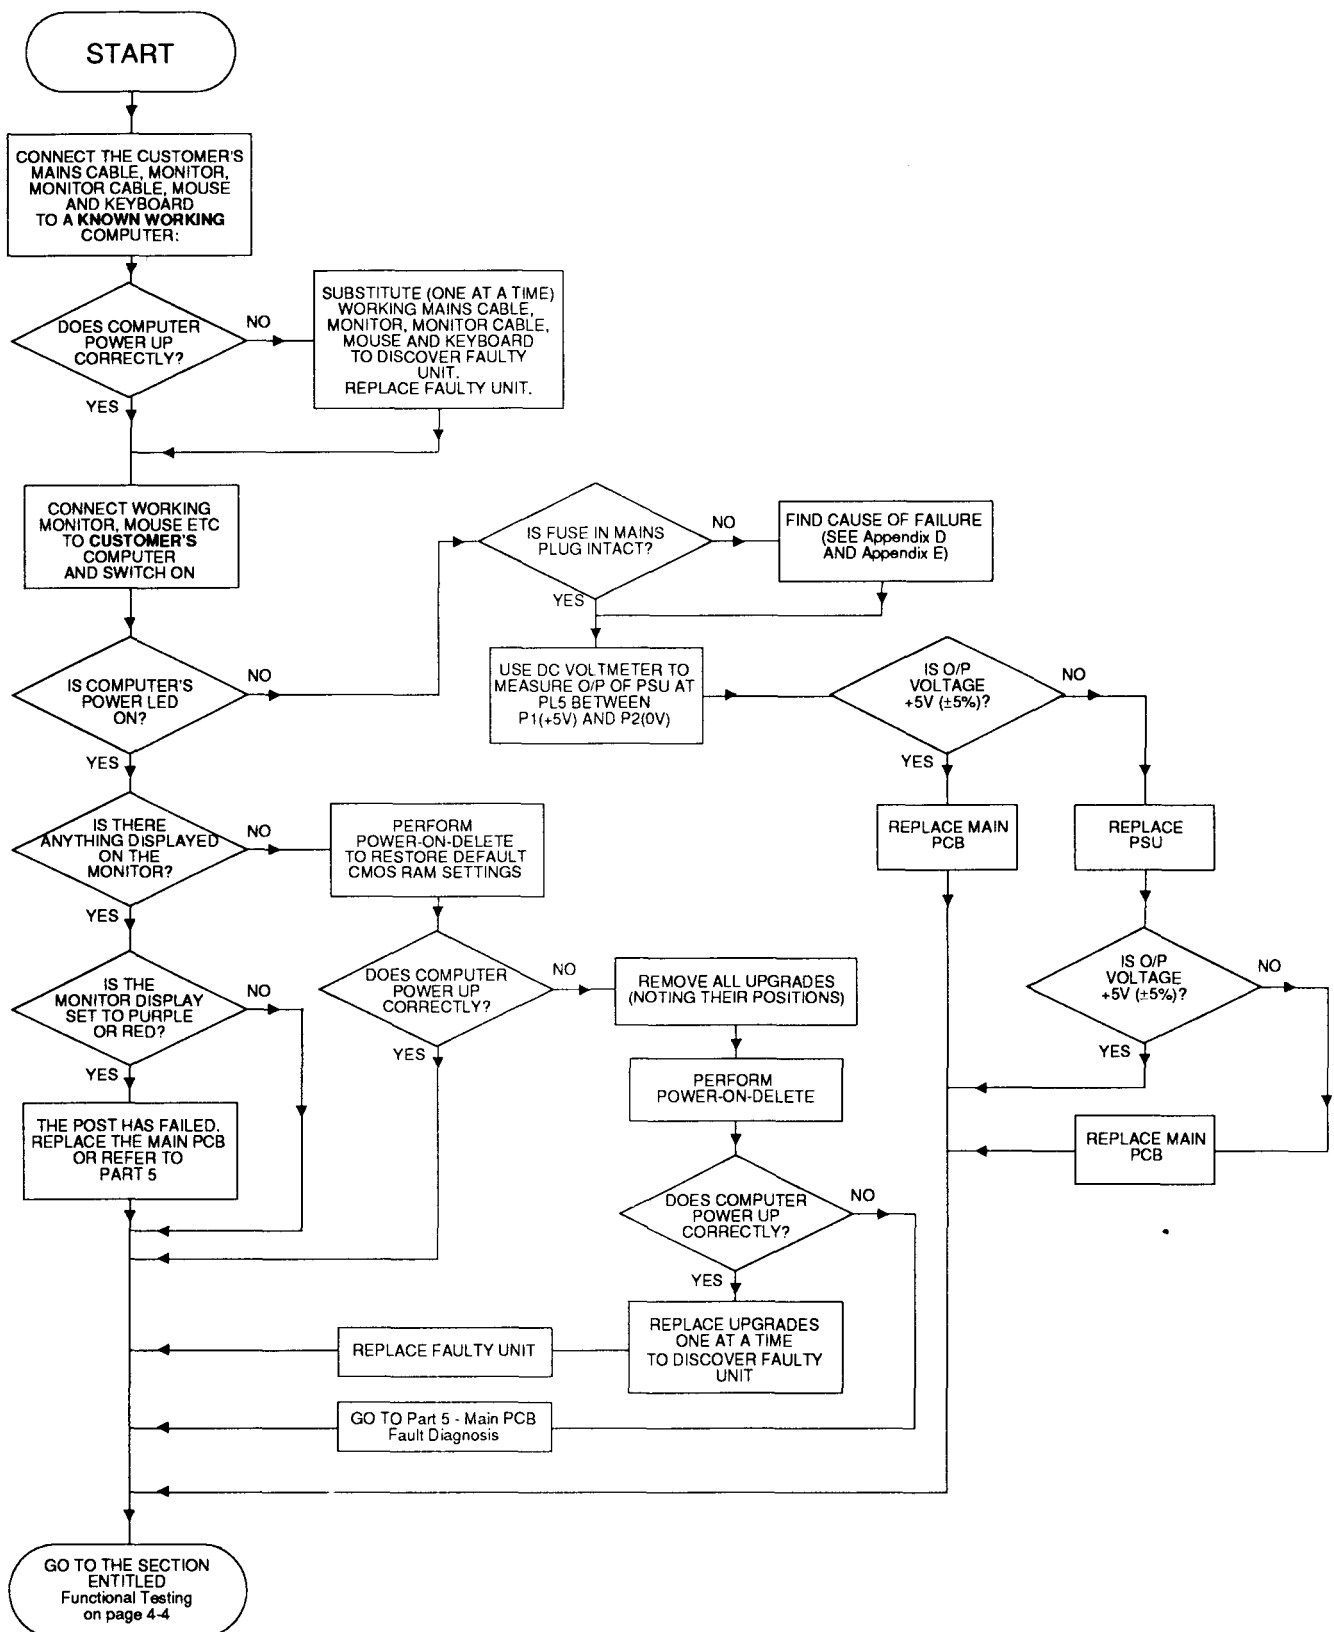 START
CONNECT THE CUSTOMER'S
MAINS CABLE, MONITOR,
MONITOR CABLE, MOUSE
AND KEYBOARD
TO A KNOWN WORKING
COMPUTER:
DOES COMPUTER
POWER UP
CORRECTLY?
NO
YES
SUBSTITUTE (ONE AT A TIME)
WORKING MAINS CABLE,
MONITOR, MONITOR CABLE,
MOUSE AND KEYBOARD
TO DISCOVER FAULTY
UNIT.
REPLACE FAULTY UNIT.
CONNECT WORKING
MONITOR, MOUSE ETC
TO CUSTOMER'S
COMPUTER
AND SWITCH ON
IS FUSE IN MAINS
PLUG INTACT?
NO
YES
FIND CAUSE OF FAILURE
(SEE Appendix D
AND Appendix E)
IS COMPUTER'S
POWER LED
ON?
NO
YES
USE DC VOLTMETER TO
MEASURE O/P OF PSU AT
PL5 BETWEEN
P1(+5V) AND P2(0V)
IS O/P
VOLTAGE
+5V (±5%)?
NO
YES
REPLACE MAIN
PCB
REPLACE
PSU
IS THERE
ANYTHING DISPLAYED
ON THE
MONITOR?
NO
YES
PERFORM
POWER-ON-DELETE
TO RESTORE DEFAULT
CMOS RAM SETTINGS
IS THE
MONITOR DISPLAY
SET TO PURPLE
OR RED?
NO
YES
DOES COMPUTER
POWER UP
CORRECTLY?
NO
YES
REMOVE ALL UPGRADES
(NOTING THEIR POSITIONS)
IS O/P
VOLTAGE
+5V (±5%)?
NO
YES
PERFORM
POWER-ON-DELETE
THE POST HAS FAILED.
REPLACE THE MAIN PCB
OR REFER TO
PART 5
REPLACE MAIN
PCB
DOES COMPUTER
POWER UP
CORRECTLY?
NO
YES
REPLACE UPGRADES
ONE AT A TIME
TO DISCOVER FAULTY
UNIT
REPLACE FAULTY UNIT
GO TO Part 5 - Main PCB
Fault Diagnosis
GO TO THE SECTION
ENTITLED
Functional Testing
on page 4-4